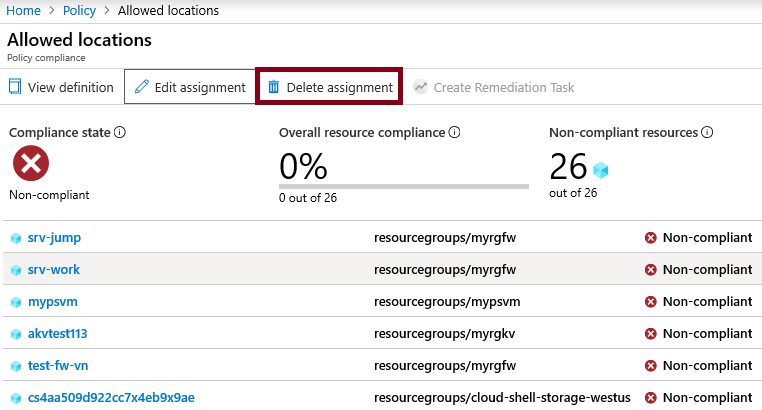 Home > Policy > Allowed locations
Allowed locations
Policy compliance
View definition Edit assignment Delete assignment Create Remediation Task
Compliance state Overall resource compliance Non-compliant resources
0% 26
Non-compliant 0 out of 26 out of 26
srv-jump resourcegroups/myrgfw Non-compliant
srv-work resourcegroups/myrgfw Non-compliant
mypsvm resourcegroups/mypsvm Non-compliant
akvtest113 resourcegroups/myrgkv Non-compliant
test-fw-vn resourcegroups/myrgfw Non-compliant
cs4aa509d922cc7x4eb9x9ae resourcegroups/cloud-shell-storage-westus Non-compliant